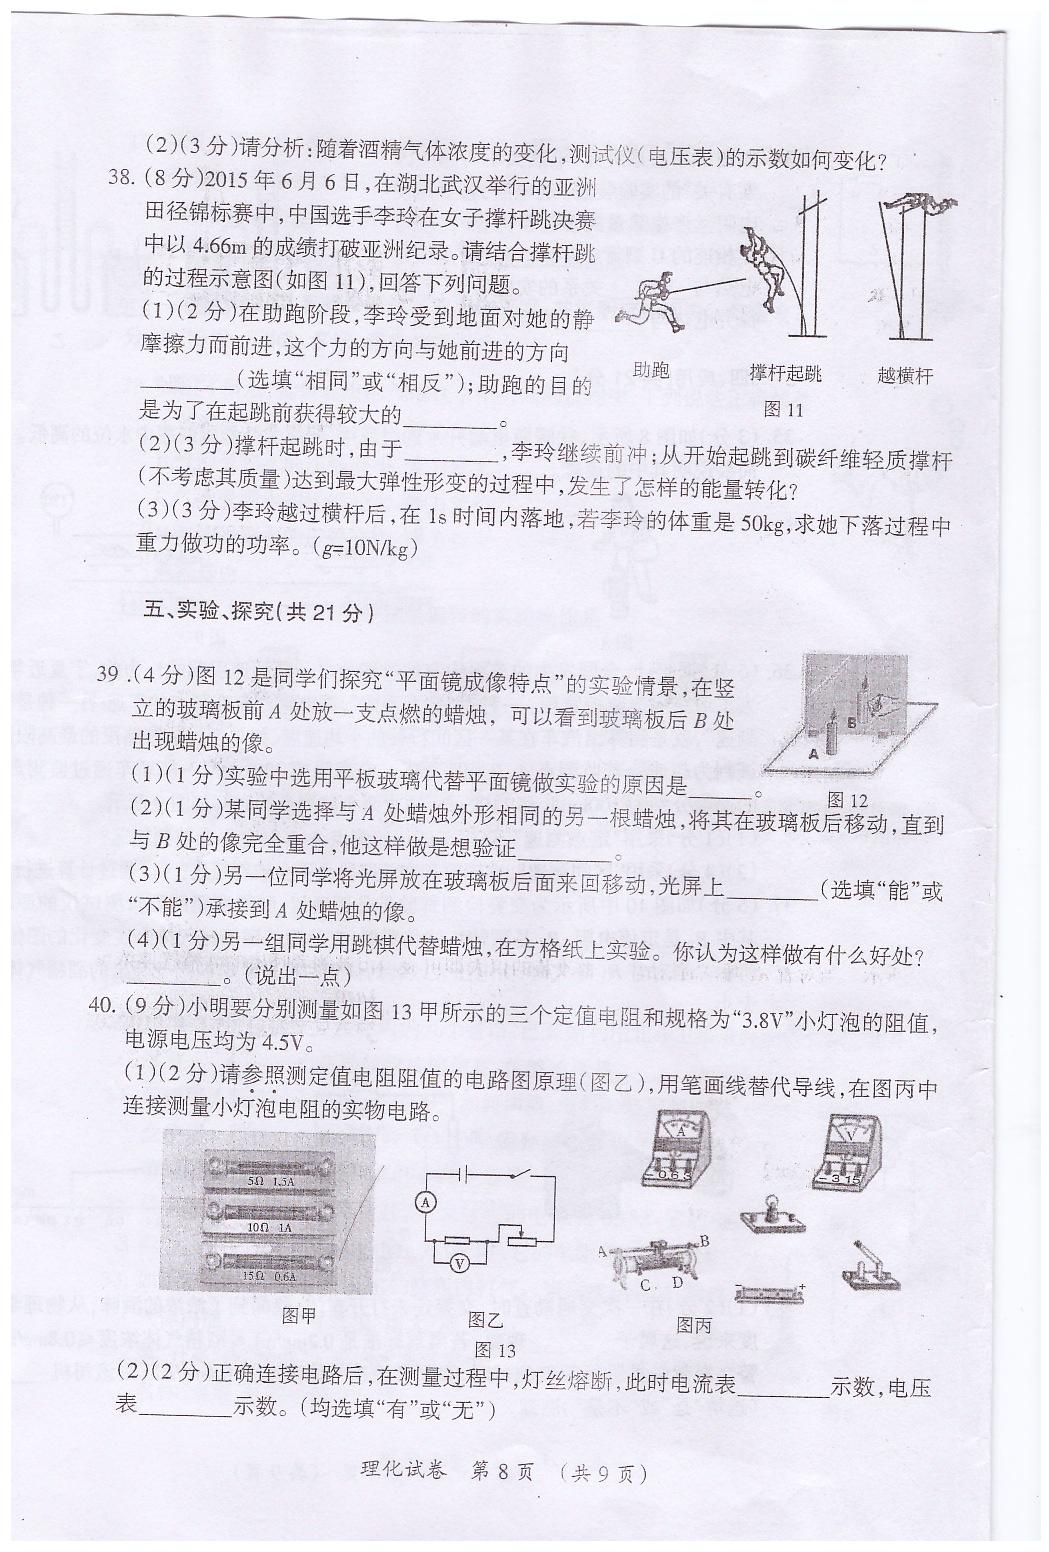 (2)(3分)请分析:随着酒精气体浓度的变化,测试仪(电压表)的示数如何变化?
38.(8分)2015年6月6日,在湖北武汉举行的亚洲
田径锦标赛中,中国选手李玲在女子撑杆跳决赛
中以4.66m的成绩打破亚洲纪录。请结合撑杆跳
的过程示意图(如图11),回答下列问题。
(1)(2分)在助跑阶段,李玲受到地面对她的静
摩擦力而前进,这个力的方向与她前进的方向
________(选填“相同”或“相反”);助跑的目的
是为了在起跳前获得较大的________。
助跑
撑杆起跳
越横杆
图11
(2)(3分)撑杆起跳时,由于________,李玲继续前冲;从开始起跳到碳纤维轻质撑杆
(不考虑其质量)达到最大弹性形变的过程中,发生了怎样的能量转化?
(3)(3分)李玲越过横杆后,在1s时间内落地,若李玲的体重是50kg,求她下落过程中
重力做功的功率。(g=10N/kg)
五、实验、探究(共21分)
39.(4分)图12是同学们探究“平面镜成像特点”的实验情景,在竖
立的玻璃板前A处放一支点燃的蜡烛，可以看到玻璃板后B处
出现蜡烛的像。
A
B
图12
(1)(1分)实验中选用平板玻璃代替平面镜做实验的原因是______。
(2)(1分)某同学选择与A处蜡烛外形相同的另一根蜡烛,将其在玻璃板后移动,直到
与B处的像完全重合,他这样做是想验证________。
(3)(1分)另一位同学将光屏放在玻璃板后面来回移动,光屏上________(选填“能”或
“不能”)承接到A处蜡烛的像。
(4)(1分)另一组同学用跳棋代替蜡烛,在方格纸上实验。你认为这样做有什么好处?
________。(说出一点)
40.(9分)小明要分别测量如图13甲所示的三个定值电阻和规格为“3.8V”小灯泡的阻值,
电源电压均为4.5V。
(1)(2分)请参照测定值电阻阻值的电路图原理(图乙),用笔画线替代导线,在图丙中
连接测量小灯泡电阻的实物电路。
5Ω 1.5A
10Ω 1A
15Ω 0.6A
图甲
A
V
图乙
A
-0.6 3
V
- 3 15
A
B
C D
- +
图丙
图13
(2)(2分)正确连接电路后,在测量过程中,灯丝熔断,此时电流表________示数,电压
表________示数。(均选填“有”或“无”)
理化试卷 第8页 (共9页)